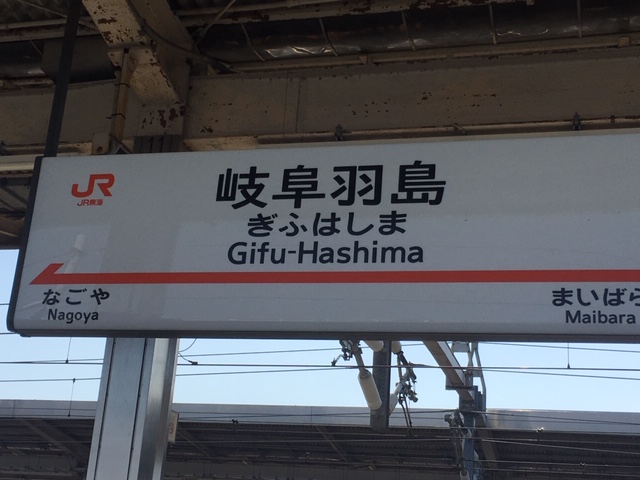 JR
JR東海
岐阜羽島
ぎふはしま
Gifu-Hashima
なごや
Nagoya
まいばら
Maibara